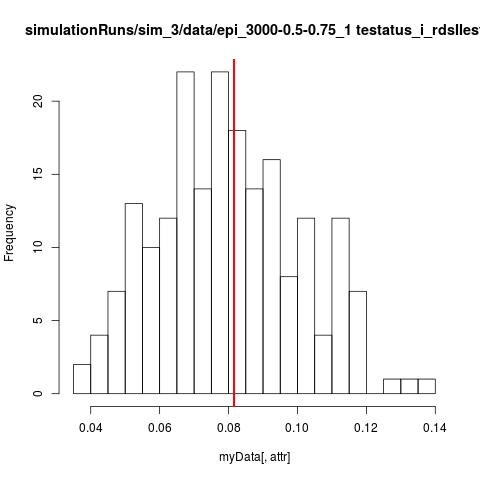 simulationRuns/sim_3/data/epi_3000-0.5-0.75_1 testatus_i_rdsIlest
Frequency
20
15
10
5
0
0.04 0.06 0.08 0.10 0.12 0.14
myData[, attr]